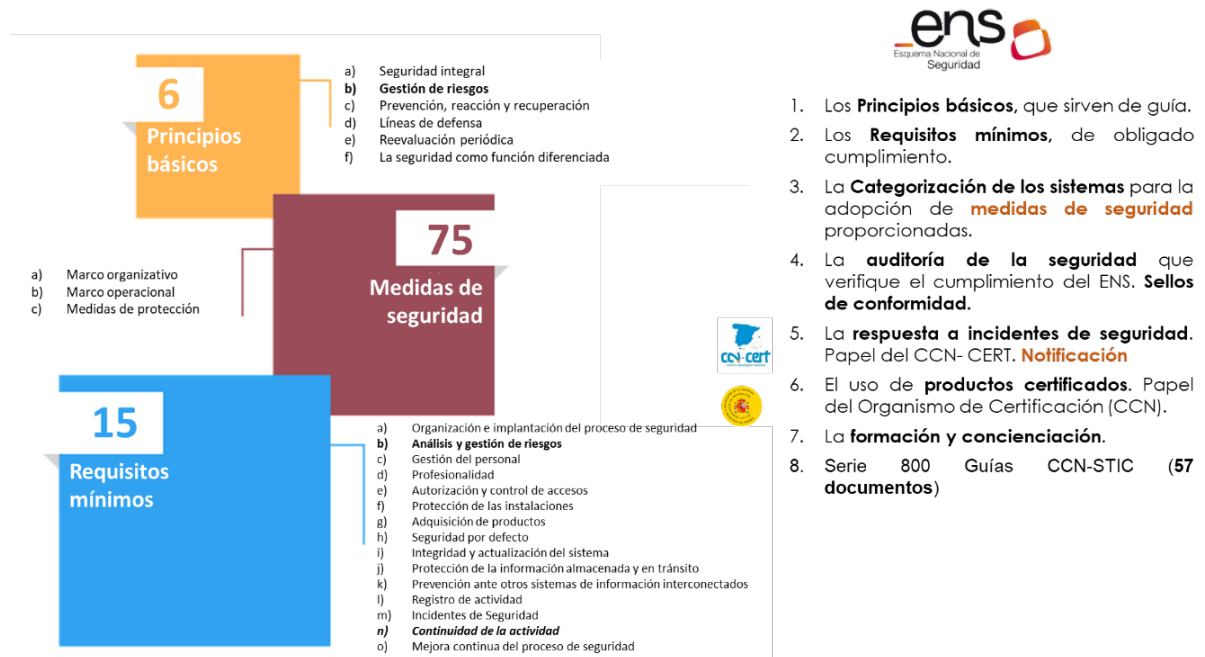 6
Principios
básicos
a) Seguridad integral
b) Gestión de riesgos
c) Prevención, reacción y recuperación
d) Líneas de defensa
e) Reevaluación periódica
f) La seguridad como función diferenciada
75
Medidas de
seguridad
a) Marco organizativo
b) Marco operacional
c) Medidas de protección
15
Requisitos
mínimos
a) Organización e implantación del proceso de seguridad
b) Análisis y gestión de riesgos
c) Gestión del personal
d) Profesionalidad
e) Autorización y control de accesos
f) Protección de las instalaciones
g) Adquisición de productos
h) Seguridad por defecto
i) Integridad y actualización del sistema
j) Protección de la información almacenada y en tránsito
k) Prevención ante otros sistemas de información interconectados
l) Registro de actividad
m) Incidentes de Seguridad
n) Continuidad de la actividad
o) Mejora continua del proceso de seguridad
ens
Esquema Nacional de
Seguridad
1. Los Principios básicos, que sirven de guía.
2. Los Requisitos mínimos, de obligado
cumplimiento.
3. La Categorización de los sistemas para la
adopción de medidas de seguridad
proporcionadas.
4. La auditoría de la seguridad que
verifique el cumplimiento del ENS. Sellos
de conformidad.
5. La respuesta a incidentes de seguridad.
Papel del CCN- CERT. Notificación
6. El uso de productos certificados. Papel
del Organismo de Certificación (CCN).
7. La formación y concienciación.
8. Serie 800 Guías CCN-STIC (57
documentos)
ccn-cert